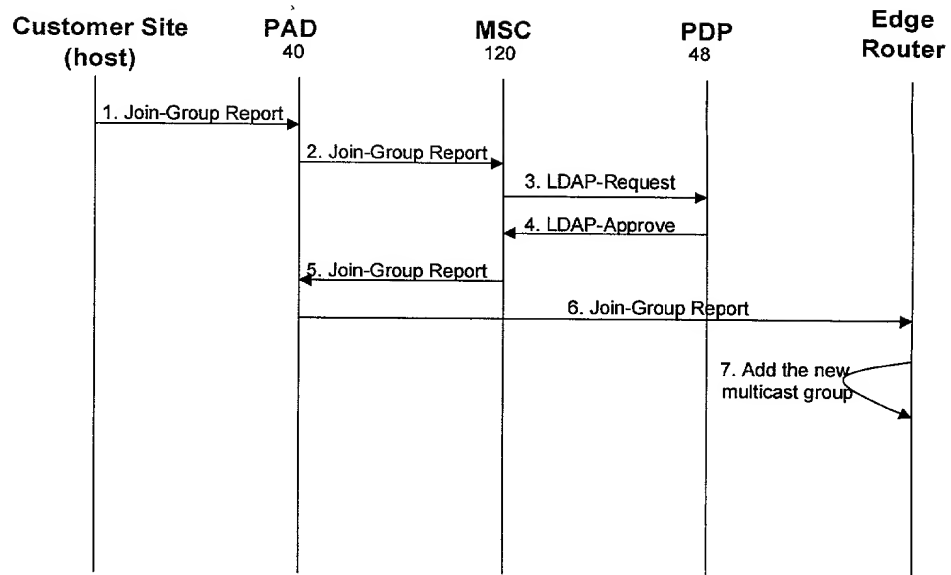 Customer Site
(host)
PAD
40
MSC
120
PDP
48
Edge
Router
1. Join-Group Report
2. Join-Group Report
3. LDAP-Request
4. LDAP-Approve
5. Join-Group Report
6. Join-Group Report
7. Add the new
multicast group